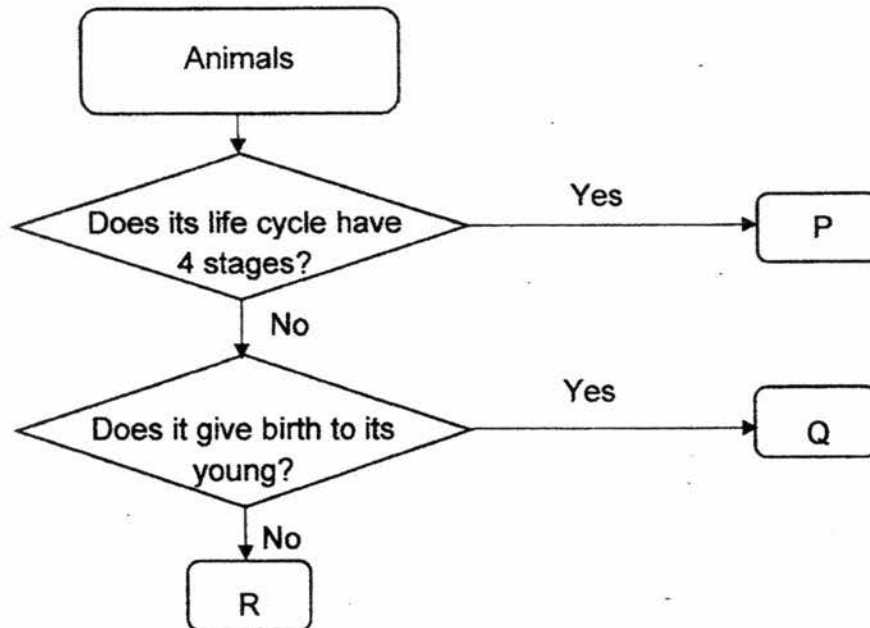 Animals
Does its life cycle have
4 stages?
Yes
P
No
Does it give birth to its
young?
Yes
Q
No
R